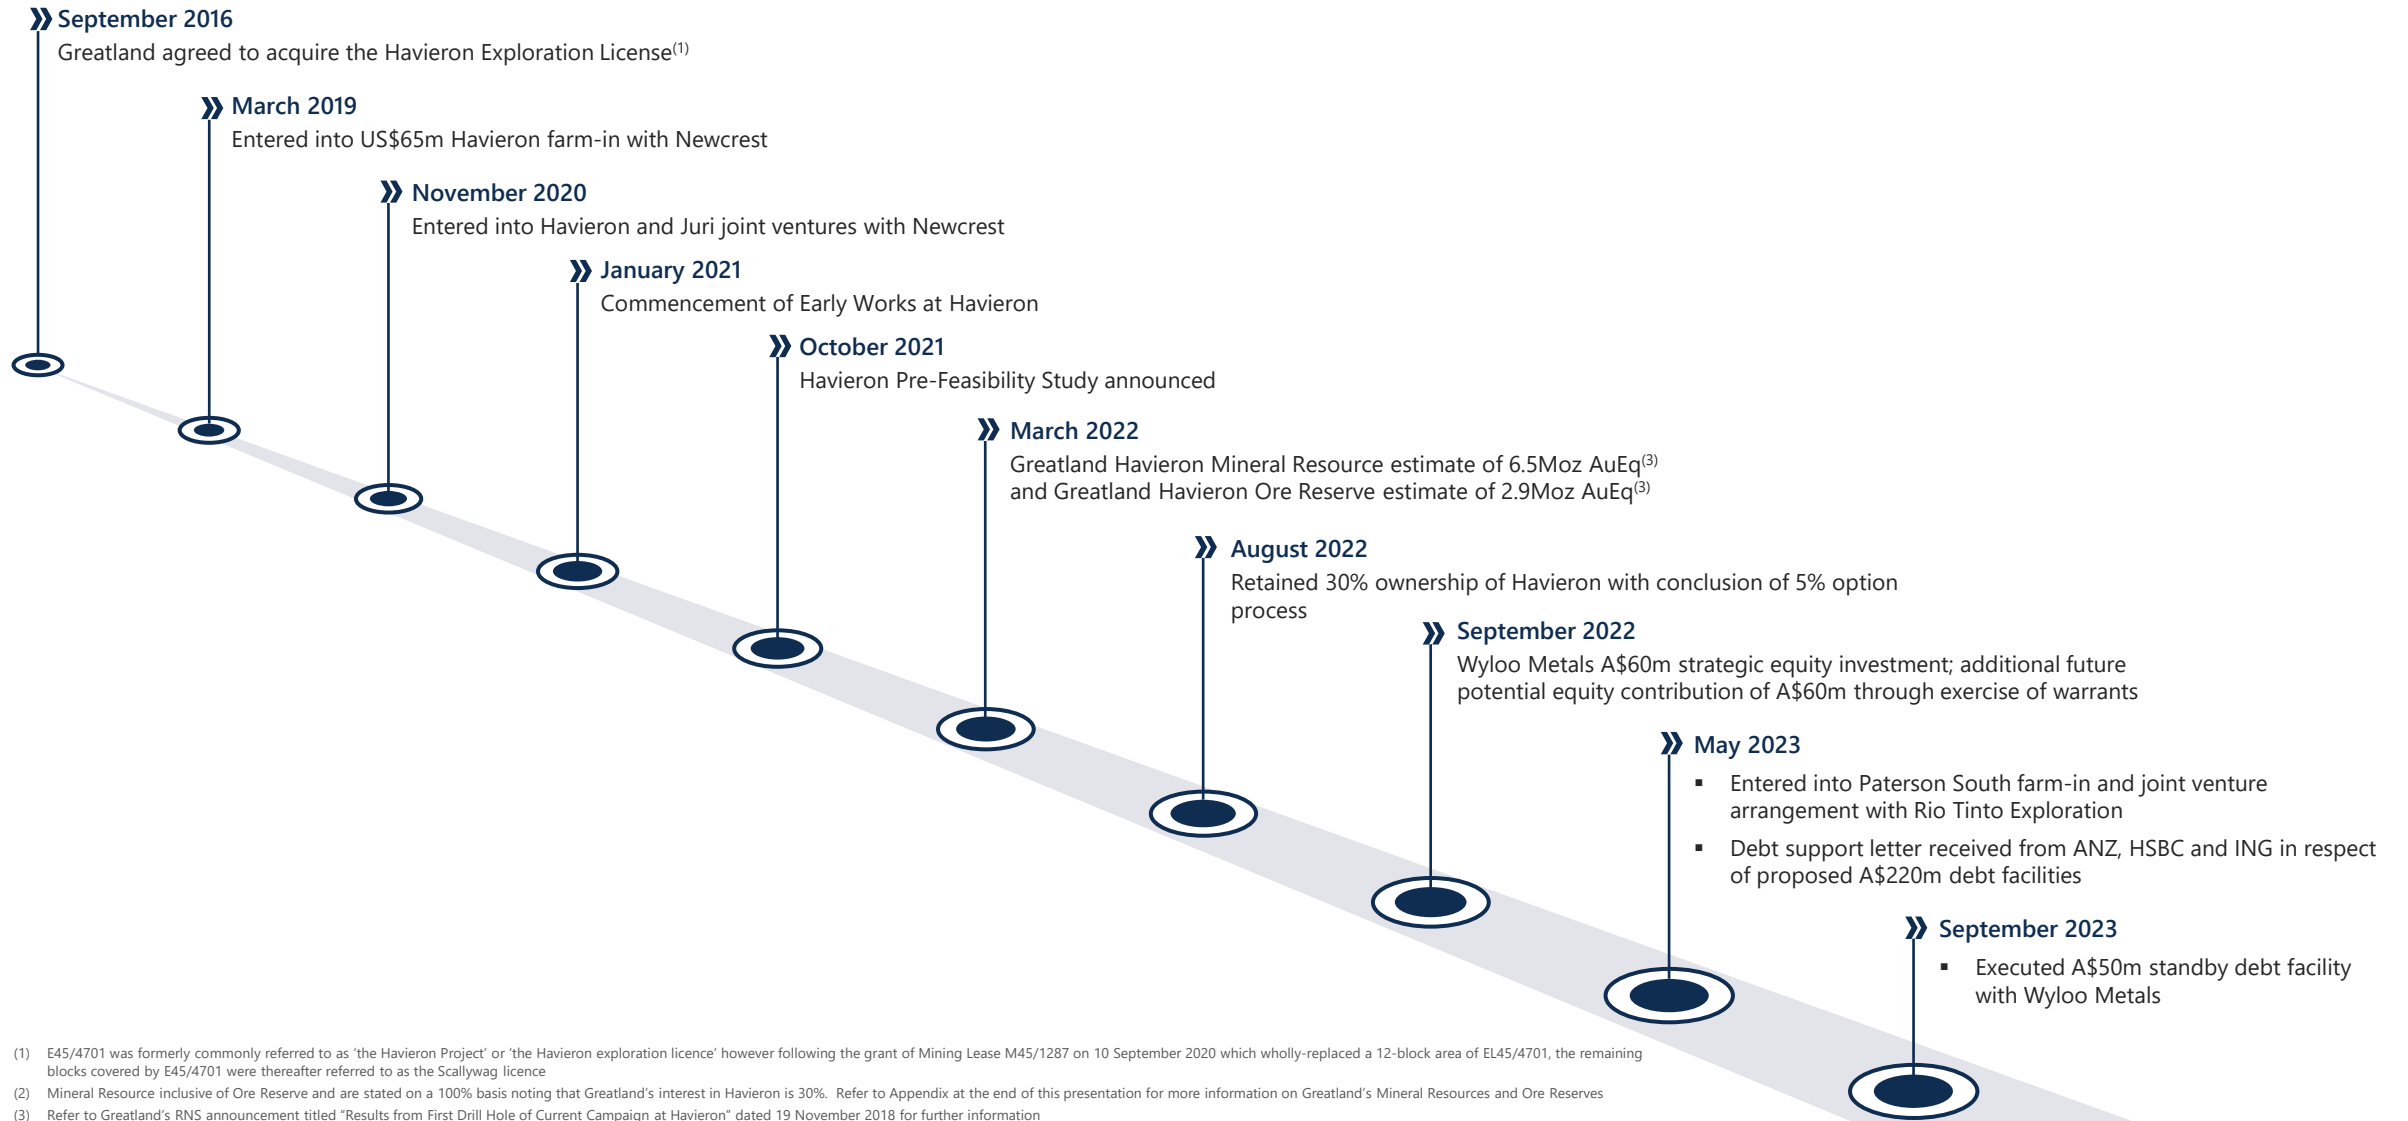 September 2016
Greatland agreed to acquire the Havieron Exploration License(1)
March 2019
Entered into US$65m Havieron farm-in with Newcrest
November 2020
Entered into Havieron and Juri joint ventures with Newcrest
January 2021
Commencement of Early Works at Havieron
October 2021
Havieron Pre-Feasibility Study announced
March 2022
Greatland Havieron Mineral Resource estimate of 6.5Moz AuEq(3)
and Greatland Havieron Ore Reserve estimate of 2.9Moz AuEq(3)
August 2022
Retained 30% ownership of Havieron with conclusion of 5% option
process
September 2022
Wyloo Metals A$60m strategic equity investment; additional future
potential equity contribution of A$60m through exercise of warrants
May 2023
▪ Entered into Paterson South farm-in and joint venture
arrangement with Rio Tinto Exploration
▪ Debt support letter received from ANZ, HSBC and ING in respect
of proposed A$220m debt facilities
September 2023
▪ Executed A$50m standby debt facility
with Wyloo Metals
(1) E45/4701 was formerly commonly referred to as 'the Havieron Project' or 'the Havieron exploration licence' however following the grant of Mining Lease M45/1287 on 10 September 2020 which wholly-replaced a 12-block area of EL45/4701, the remaining
blocks covered by E45/4701 were thereafter referred to as the Scallywag licence
(2) Mineral Resource inclusive of Ore Reserve and are stated on a 100% basis noting that Greatland's interest in Havieron is 30%. Refer to Appendix at the end of this presentation for more information on Greatland's Mineral Resources and Ore Reserves
(3) Refer to Greatland's RNS announcement titled "Results from First Drill Hole of Current Campaign at Havieron" dated 19 November 2018 for further information